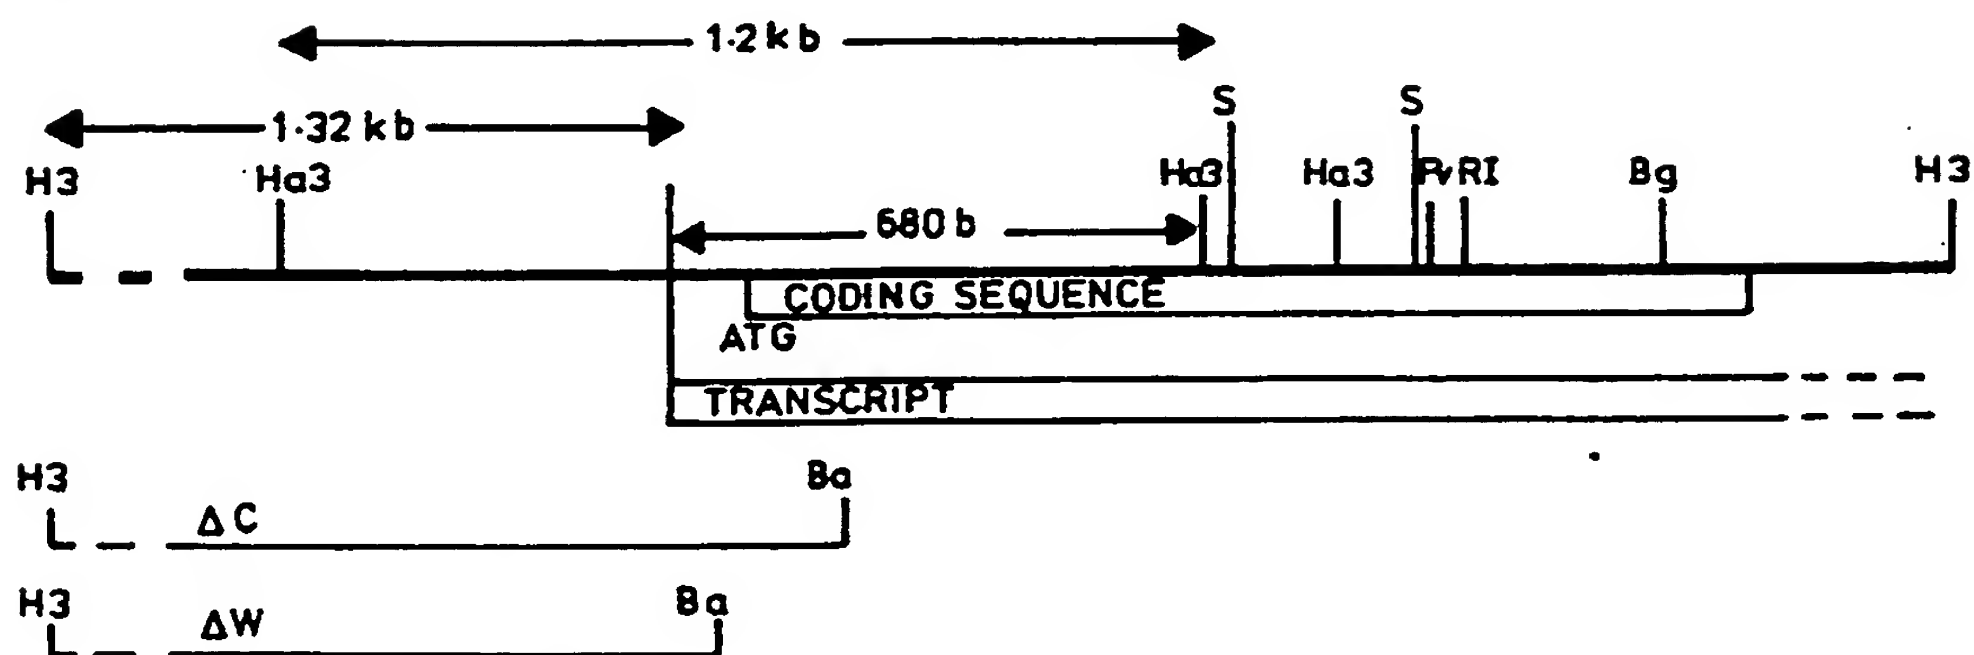 1·2 kb
1·32 kb
S S
H3 Ha3 Ha3 Ha3 Pv RI Bg H3
680 b
CODING SEQUENCE
ATG
TRANSCRIPT
H3 Ba
ΔC
H3 Ba
ΔW